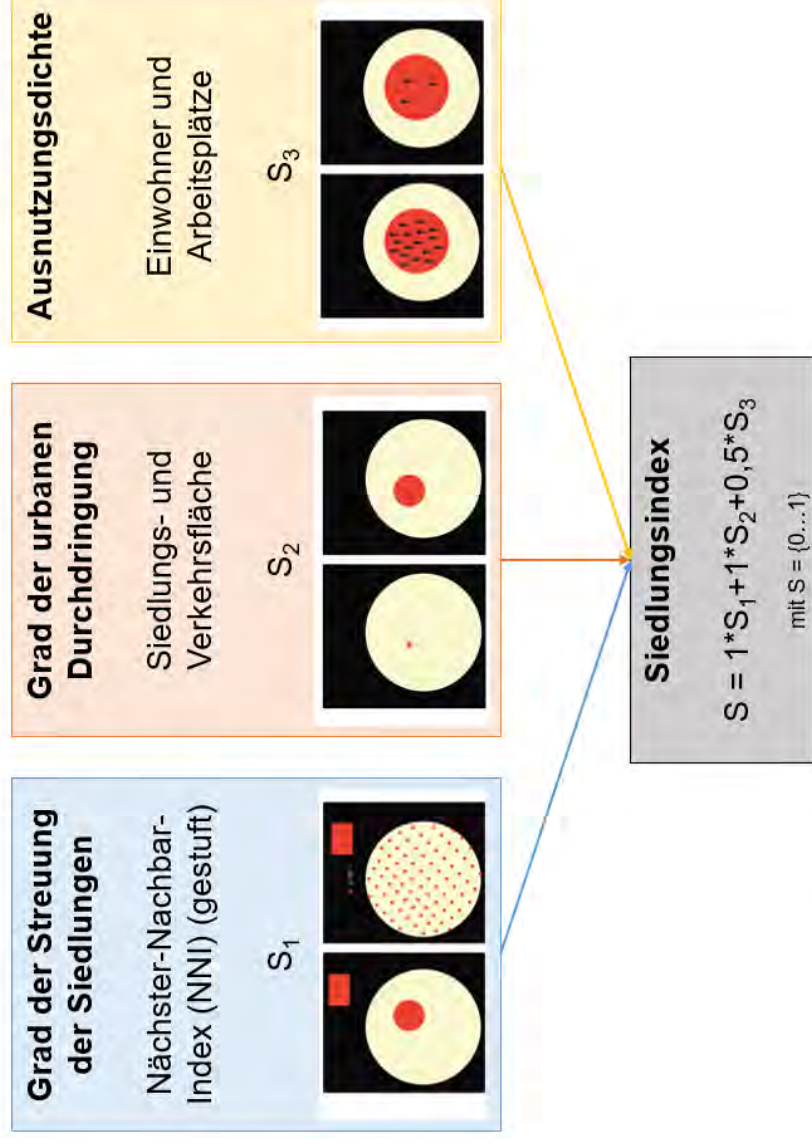 Grad der Streuung
der Siedlungen
Nächster-Nachbar-
Index (NNI) (gestuft)
S₁
Grad der urbanen
Durchdringung
Siedlungs- und
Verkehrsfläche
S₂
Ausnutzungsdichte
Einwohner und
Arbeitsplätze
S₃
Siedlungsindex
S = 1*S₁+1*S₂+0,5*S₃
mit S = {0...1}